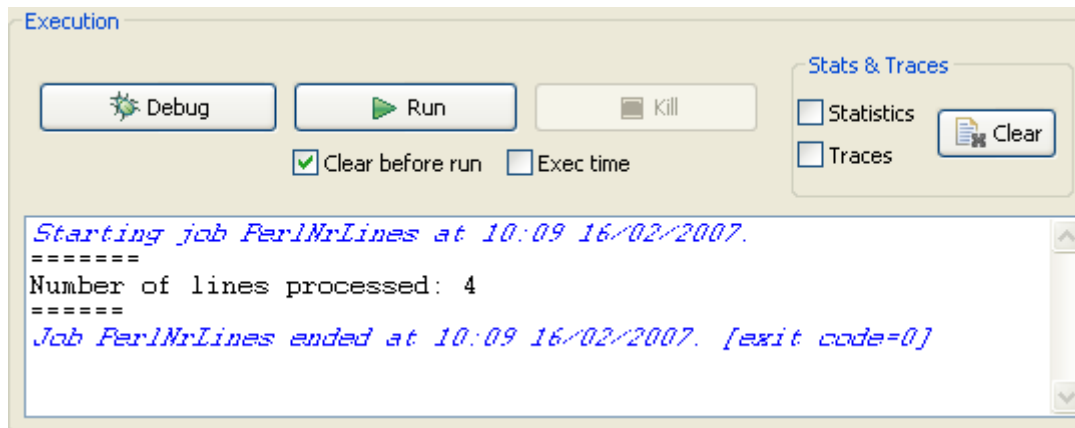 Execution
Stats & Traces
Debug
Run
Kill
Statistics
Clear
Clear before run
Exec time
Traces
Starting job PerlNrLines at 10:09 16/02/2007.
=======
Number of lines processed: 4
======
Job PerlNrLines ended at 10:09 16/02/2007. [exit code=0]